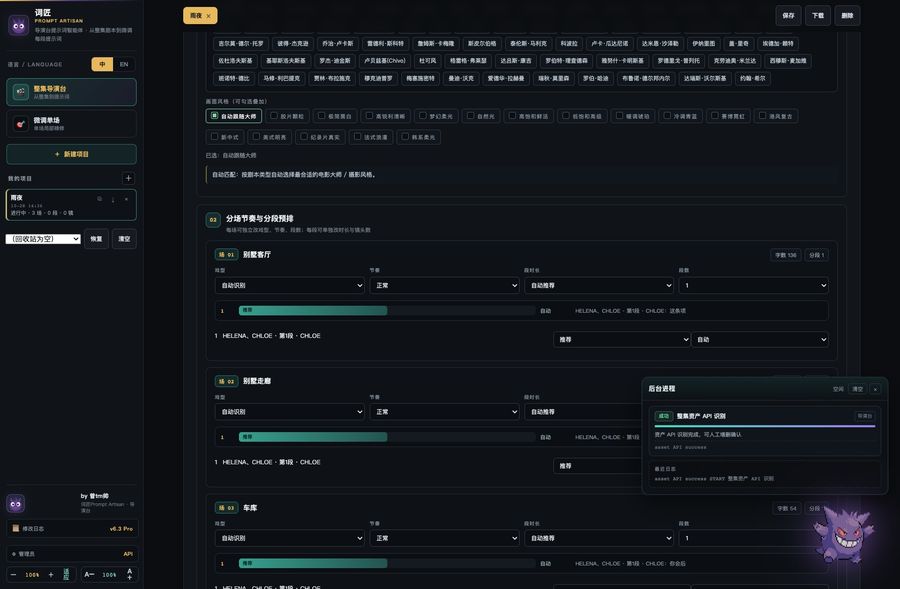 词匠
PROMPT ARTISAN
导演台提示词智能体 · 从整集剧本到微调每段提示词
语言 / LANGUAGE
中
EN
整集导演台
从整集到提示词
微调单场
单场局部精修
+ 新建项目
我的项目
+
雨夜
10-28 14:36
进行中 · 3 场 · 0 段 · 0 镜
(回收站为空)
恢复
清空
by 曾tm帅
词匠Prompt Artisan · 导演台
修改日志
v6.3 Pro
管理员
API
− 100% +
适应
A− 100% A+
雨夜 ×
保存
下载
删除
吉尔莫·德尔·托罗
彼得·杰克逊
乔治·卢卡斯
雷德利·斯科特
詹姆斯·卡梅隆
斯皮尔伯格
泰伦斯·马利克
科波拉
卢卡·瓜达尼诺
达米恩·沙泽勒
伊纳里图
盖·里奇
埃德加·赖特
佐杜洛夫斯基
基耶斯洛夫斯基
罗杰·迪金斯
卢贝兹基(Chivo)
杜可风
格雷格·弗莱瑟
达吕斯·康吉
罗伯特·理查德森
维努什·卡明斯基
罗德里戈·普列托
克劳迪奥·米兰达
西穆斯·麦加维
班诺特·德比
马修·利巴提克
贾林·布拉施克
穆克迪普罗
梅塞施密特
曼迪·沃克
爱德华·拉赫曼
瑞秋·莫里森
罗伯·哈迪
布鲁诺·德尔邦内尔
达瑞斯·沃尔斯基
约翰·希尔
画面风格（可勾选叠加）
自动跟随大师
胶片颗粒
极简留白
高锐利清晰
梦幻柔光
自然光
高饱和鲜活
低饱和高级
暖调琥珀
冷调青蓝
赛博霓虹
港风复古
新中式
美式明亮
纪录片真实
法式浪漫
韩系柔光
已选：自动跟随大师
自动匹配：按剧本类型自动选择最合适的电影大师 / 摄影风格。
02
分场节奏与分段预排
每场可独立改戏型、节奏、段数；每段可单独改时长与镜头数
场 01
别墅客厅
字数 136
分段 1
戏型
节奏
段时长
段数
自动识别
正常
自动推荐
1
1
推荐
自动
HELENA、CHLOE · 第1段 · CHLOE：这条项
1 HELENA、CHLOE · 第1段 · CHLOE
推荐
自动
场 02
别墅走廊
戏型
节奏
段时长
自动识别
正常
自动推荐
1
推荐
自动
HELENA、CHLOE · 第1段
1 HELENA、CHLOE · 第1段 · CHLOE
推荐
场 03
车库
字数 54
分段
戏型
节奏
段时长
段数
自动识别
正常
自动推荐
1
1
推荐
自动
HELENA、CHLOE · 第1段 · CHLOE：你会后
后台进程
空闲
清空
×
成功
整集资产 API 识别
导演台
资产 API 识别完成，可人工增删确认
asset API success
最近日志
asset API success START 整集资产 API 识别